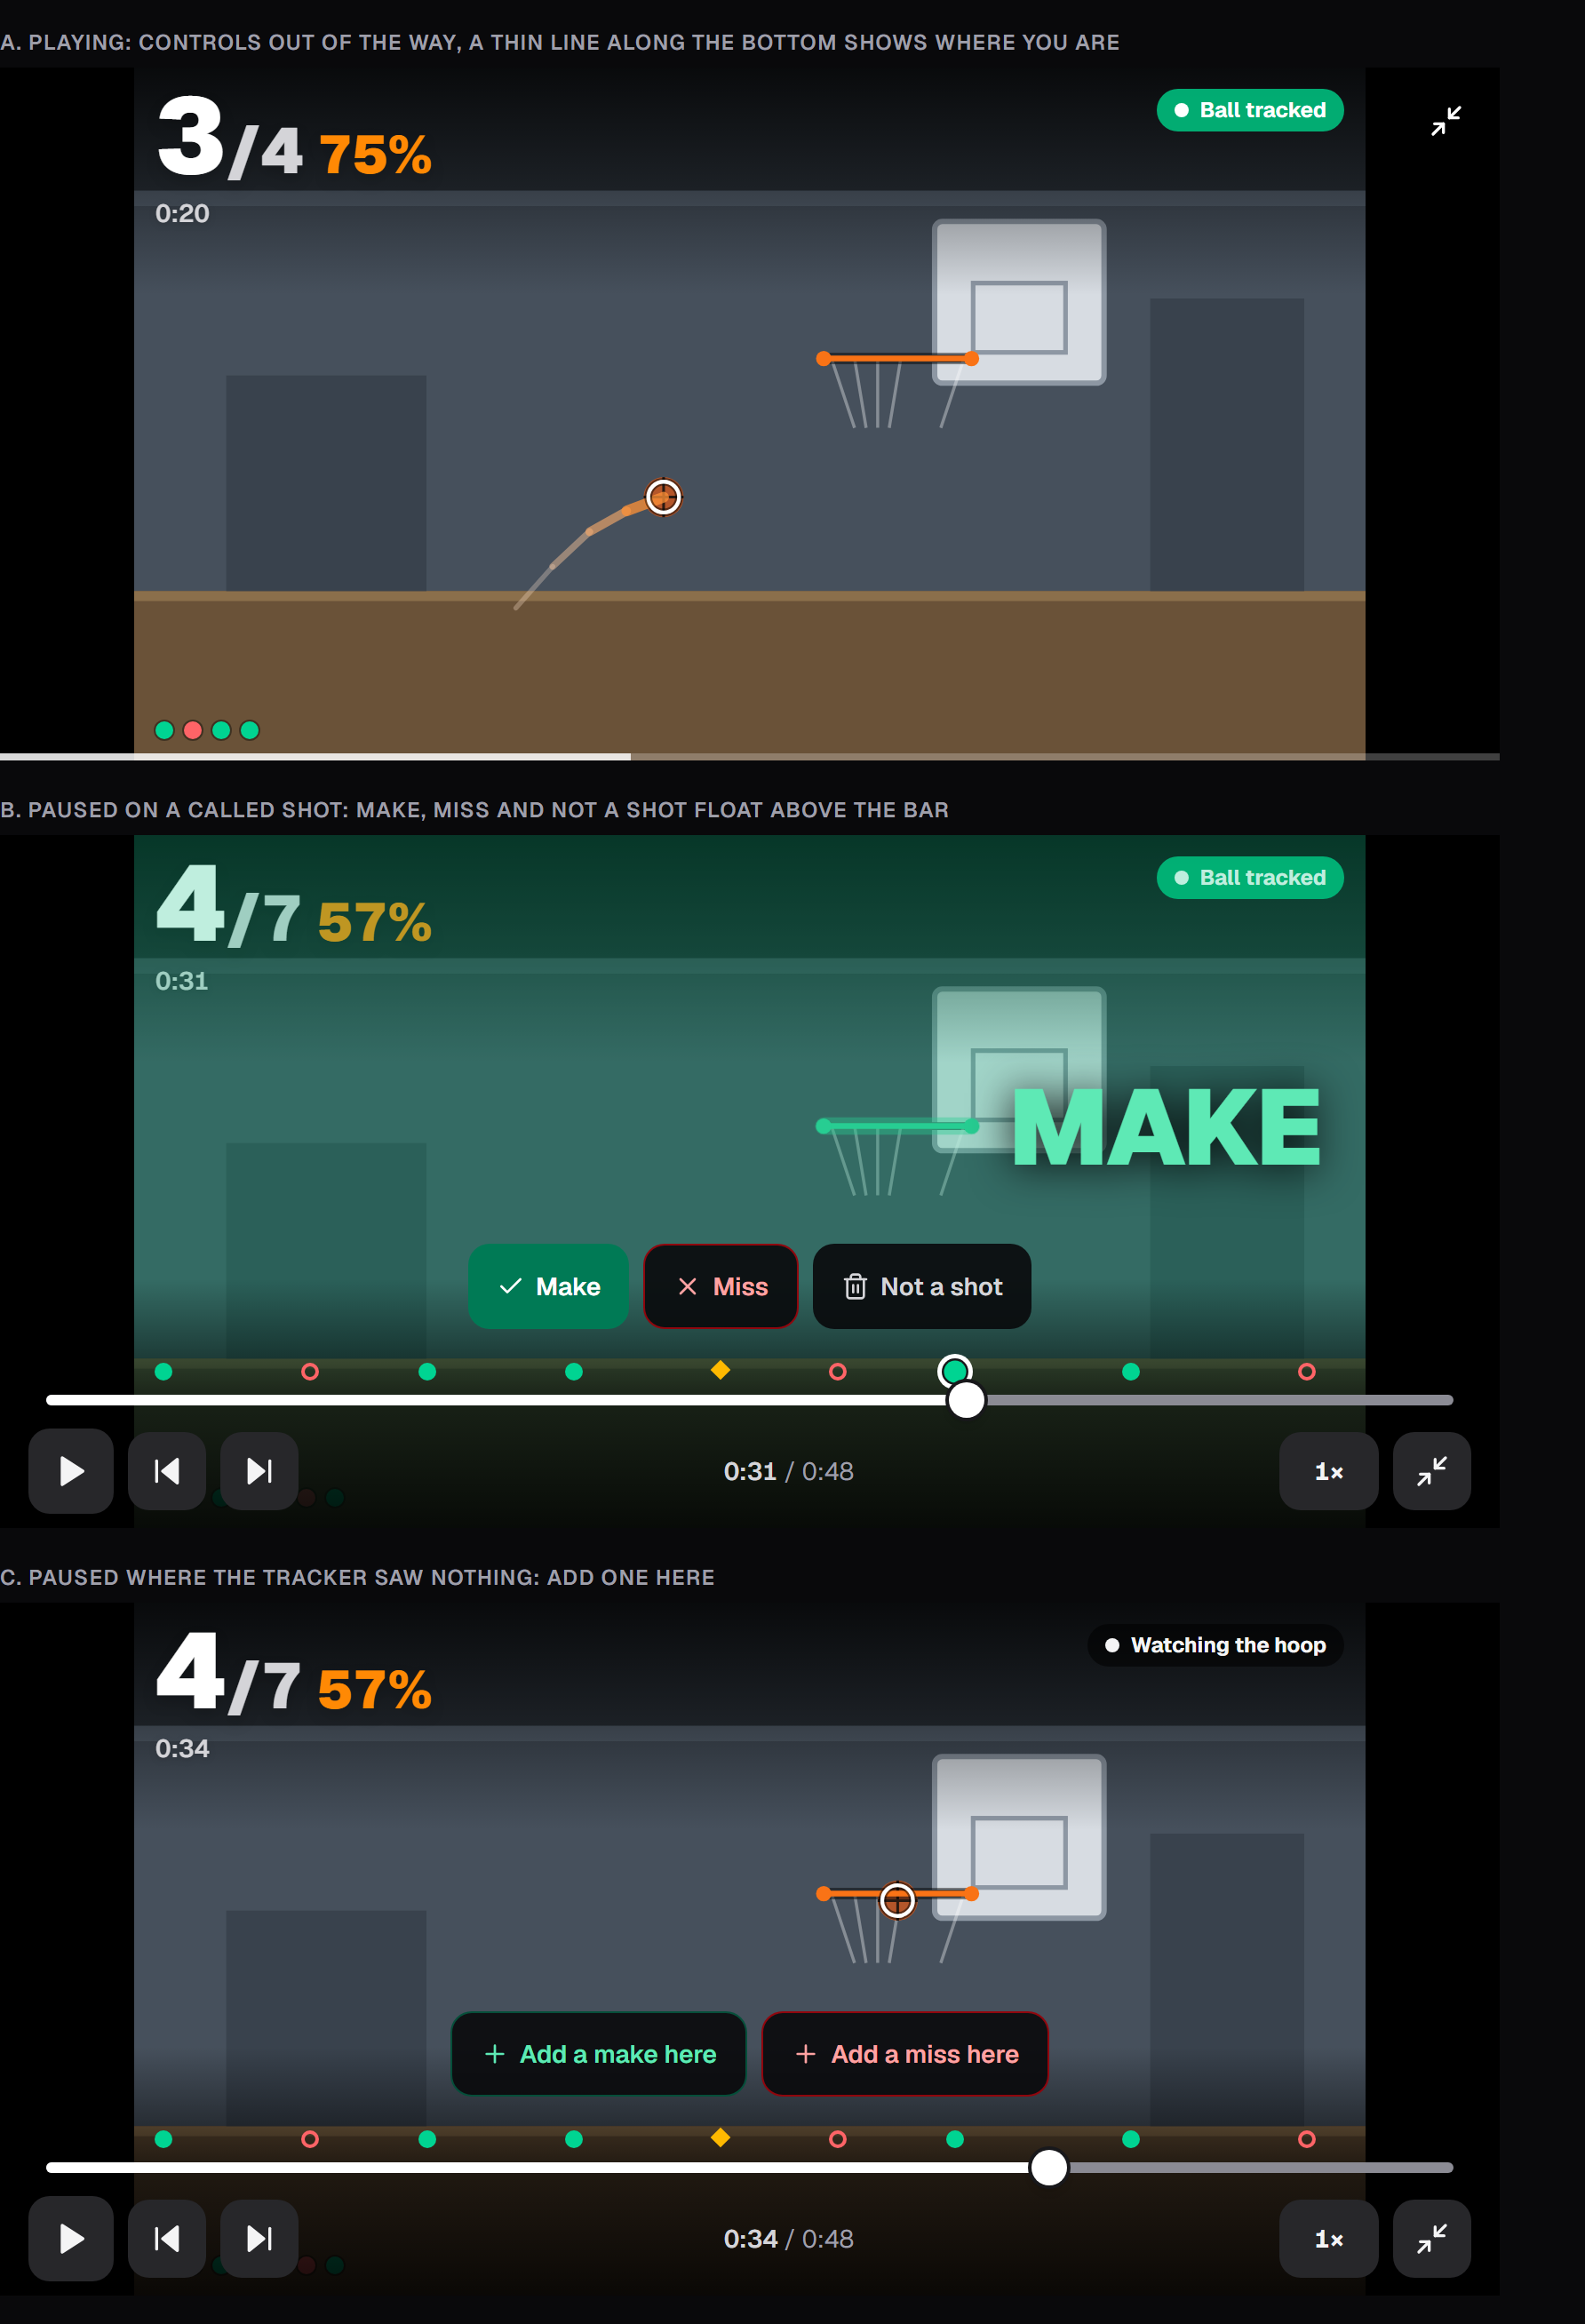 A. PLAYING: CONTROLS OUT OF THE WAY, A THIN LINE ALONG THE BOTTOM SHOWS WHERE YOU ARE
3/4 75%
Ball tracked
0:20
B. PAUSED ON A CALLED SHOT: MAKE, MISS AND NOT A SHOT FLOAT ABOVE THE BAR
4/7 57%
Ball tracked
0:31
MAKE
Make
Miss
Not a shot
0:31 / 0:48
1×
C. PAUSED WHERE THE TRACKER SAW NOTHING: ADD ONE HERE
4/7 57%
Watching the hoop
0:34
Add a make here
Add a miss here
0:34 / 0:48
1×